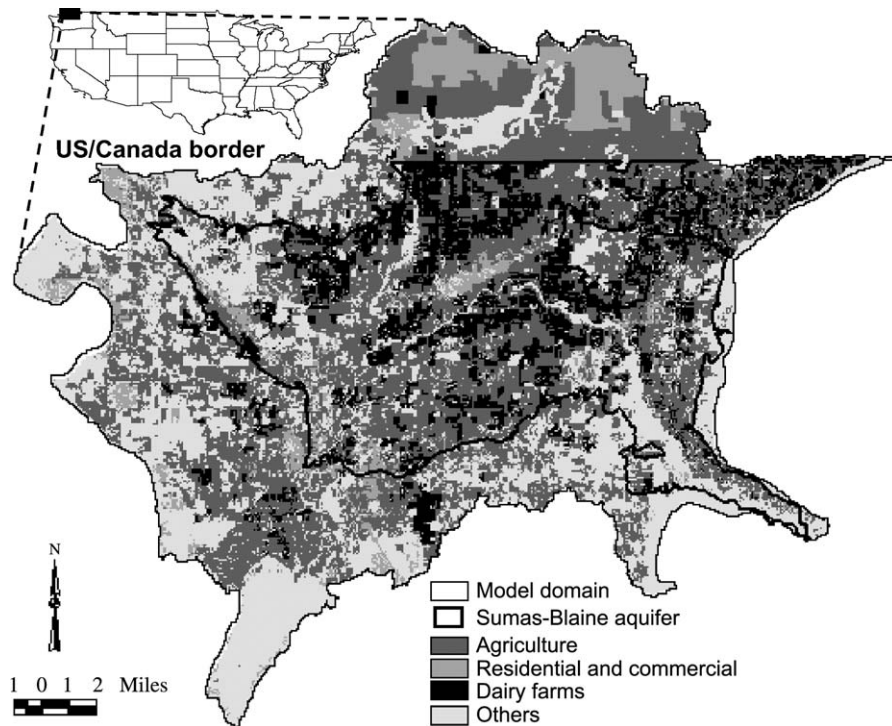 US/Canada border
N
1 0 1 2 Miles
Model domain
Sumas-Blaine aquifer
Agriculture
Residential and commercial
Dairy farms
Others